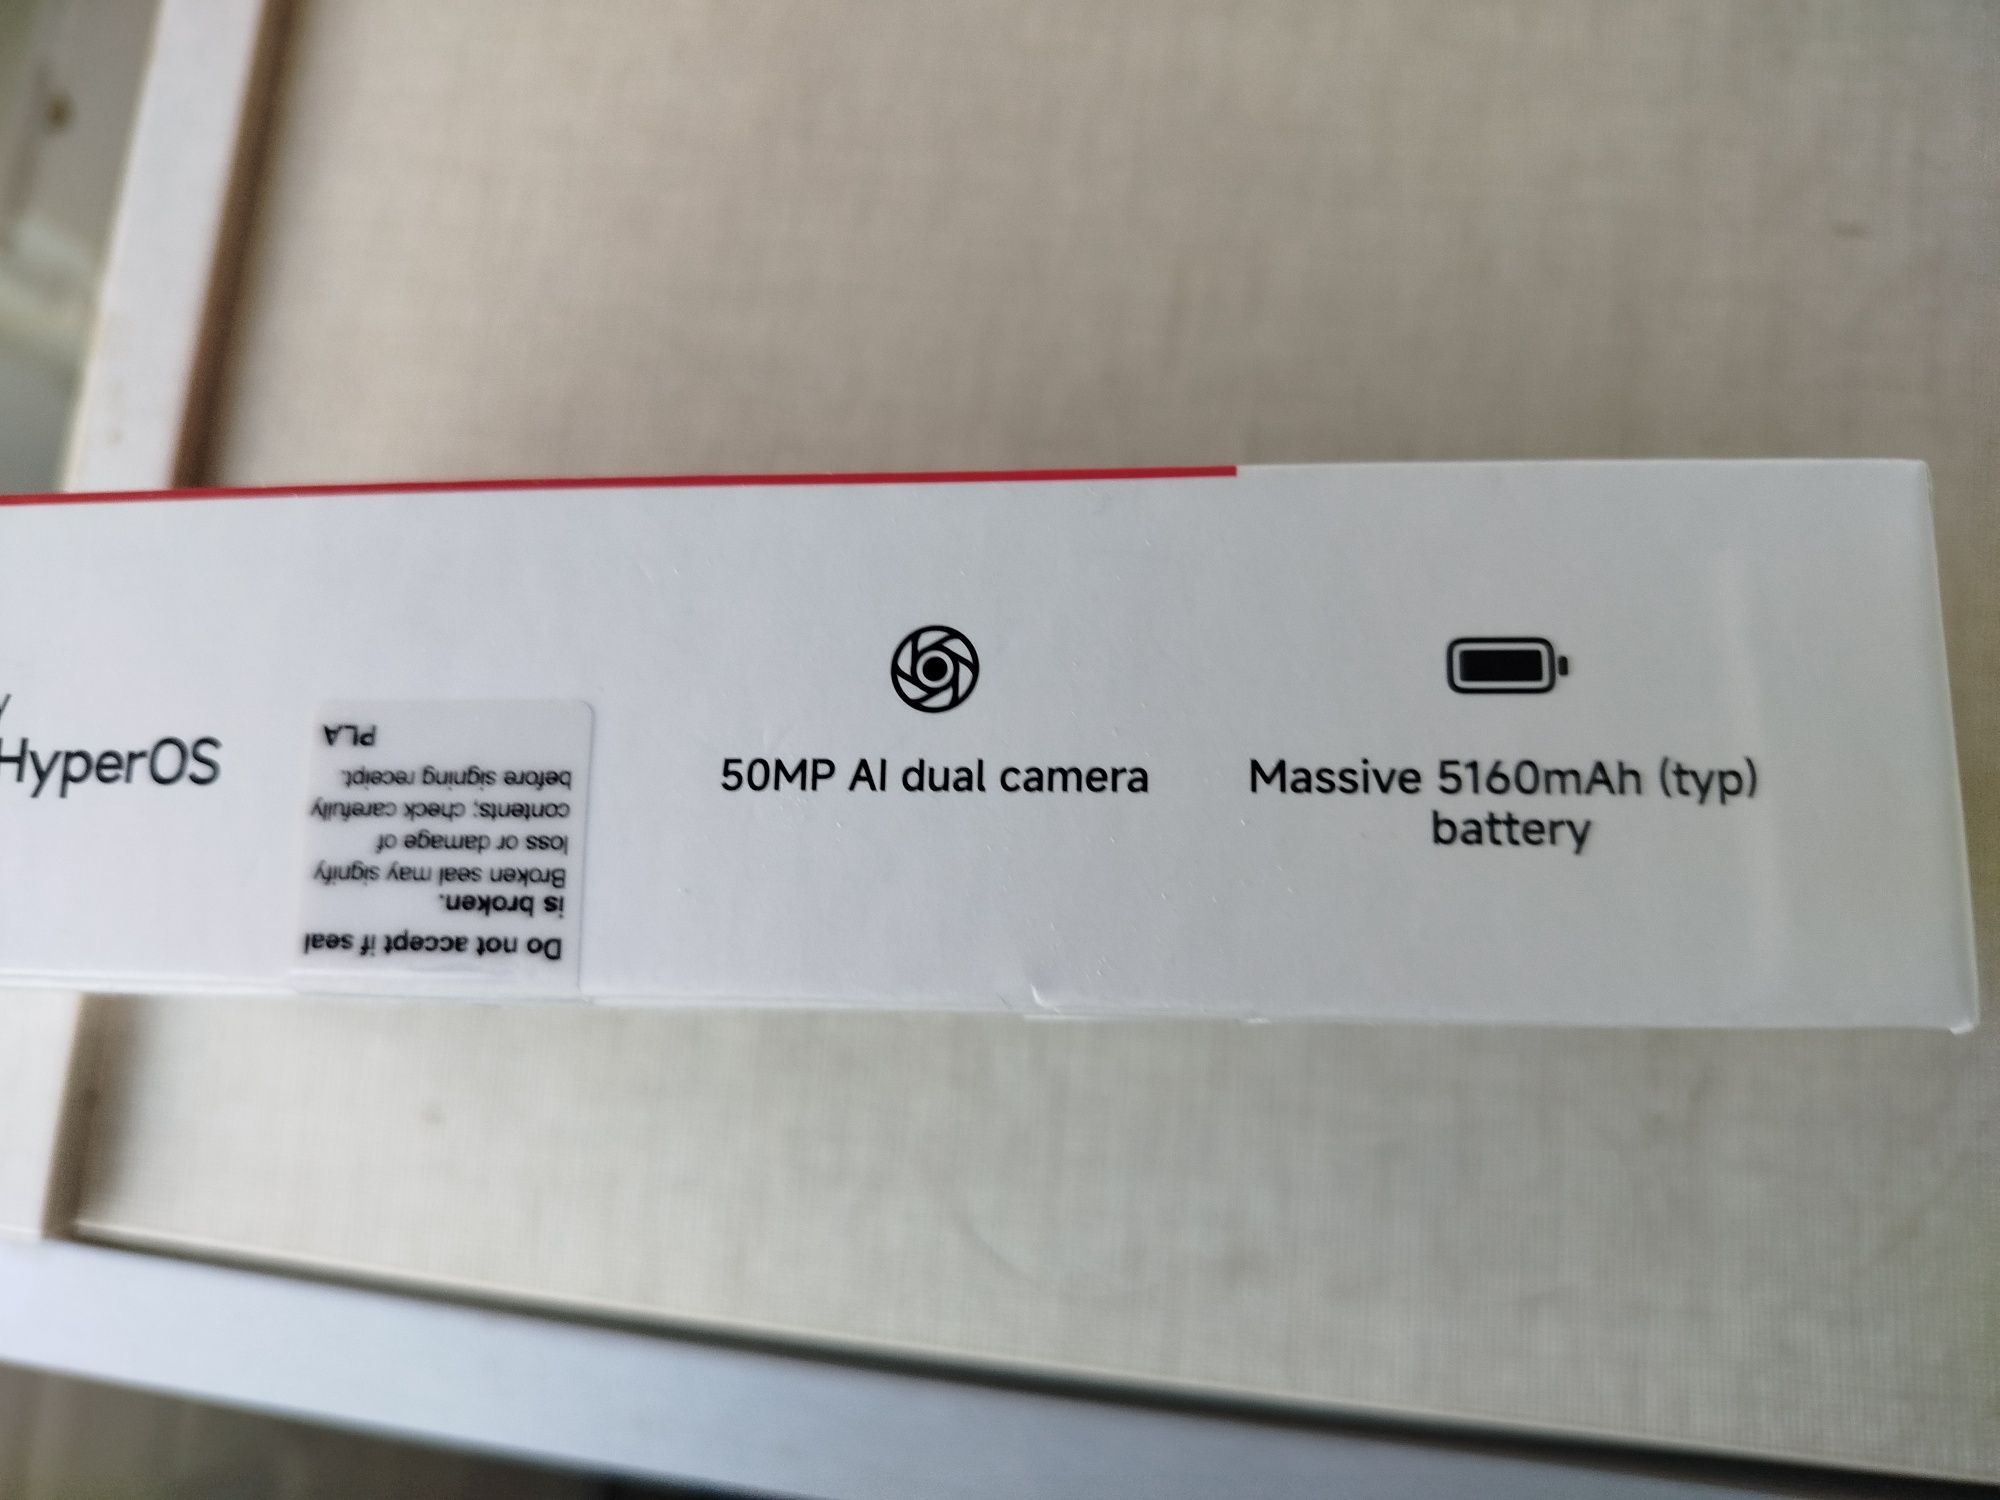 HyperOS
Do not accept if seal
is broken.
Broken seal may signify
loss or damage of
contents; check carefully
before signing receipt.
PLA
50MP AI dual camera
Massive 5160mAh (typ)
battery